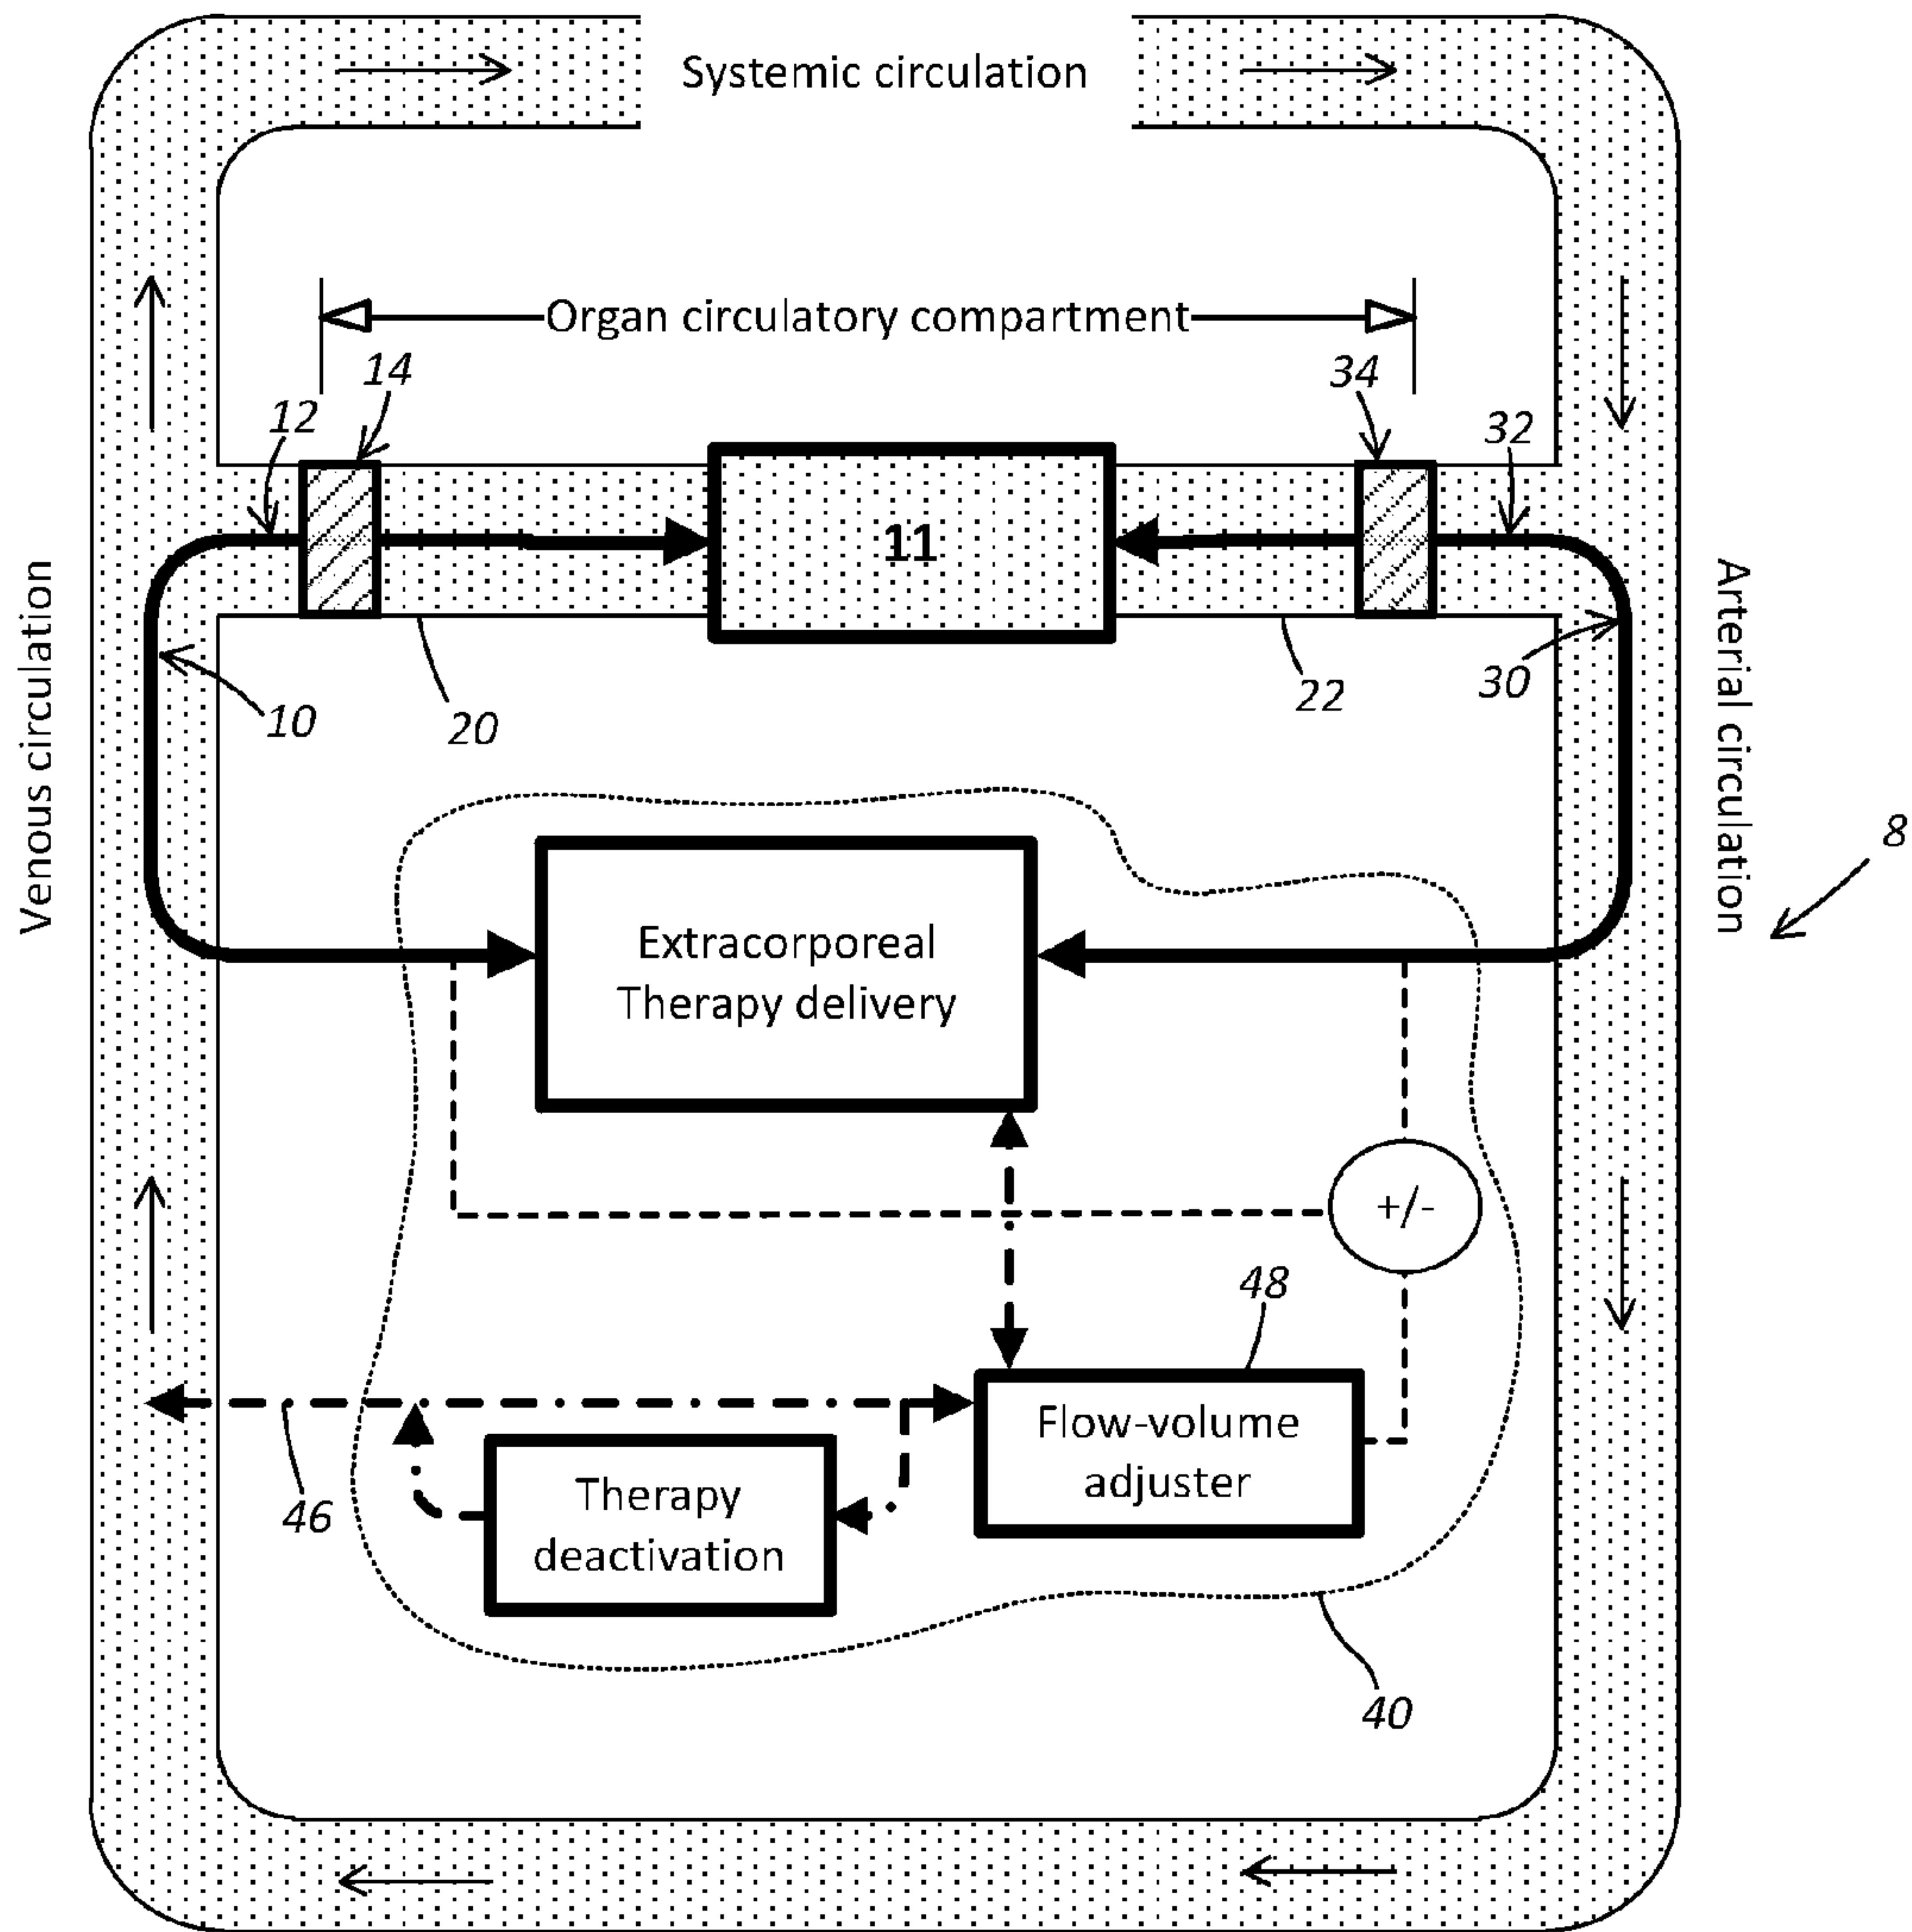 Systemic circulation
Organ circulatory compartment
14
34
12
32
11
Venous circulation
Arterial circulation
10
20
22
30
8
Extracorporeal
Therapy delivery
+/-
48
Flow-volume
adjuster
46
Therapy
deactivation
40